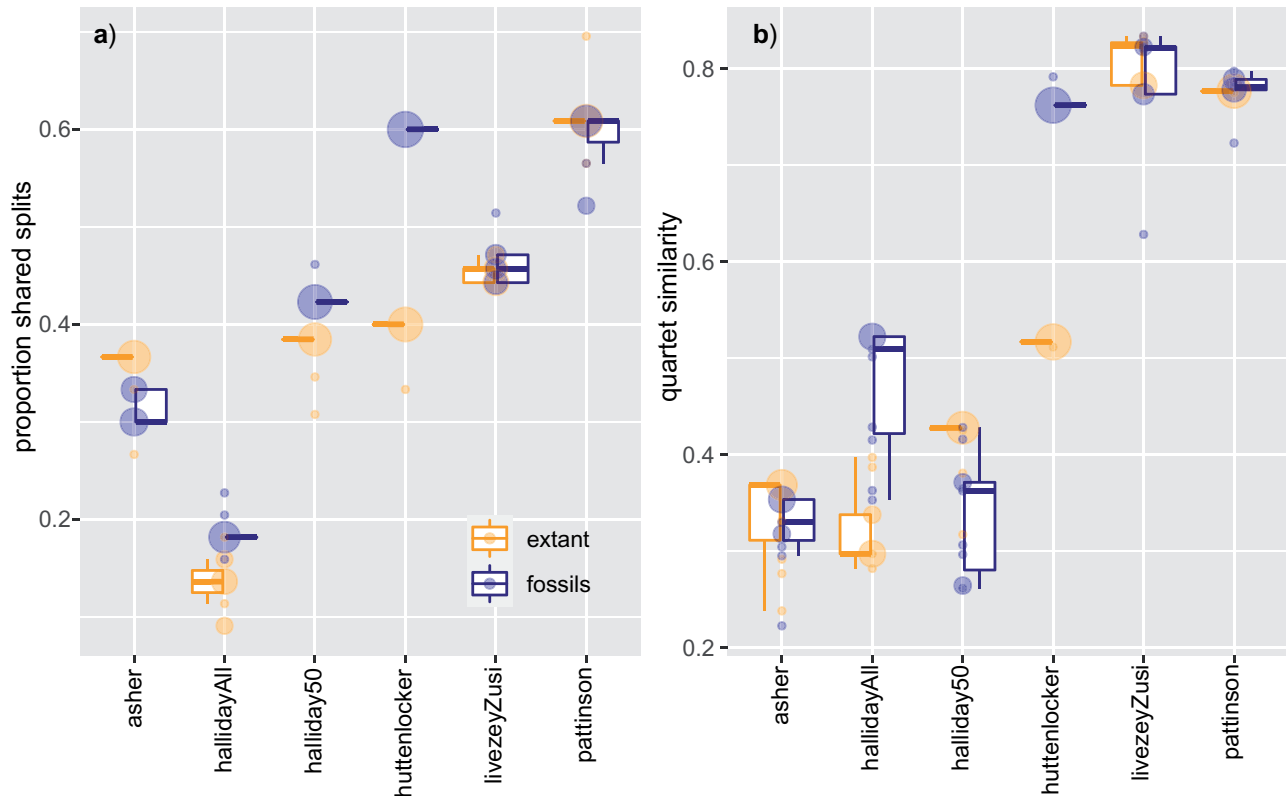 a)
proportion shared splits
0.6
0.4
0.2
extant
fossils
asher
hallidayAll
halliday50
huttenlocker
livezeyZusi
pattinson
b)
quartet similarity
0.8
0.6
0.4
0.2
asher
hallidayAll
halliday50
huttenlocker
livezeyZusi
pattinson